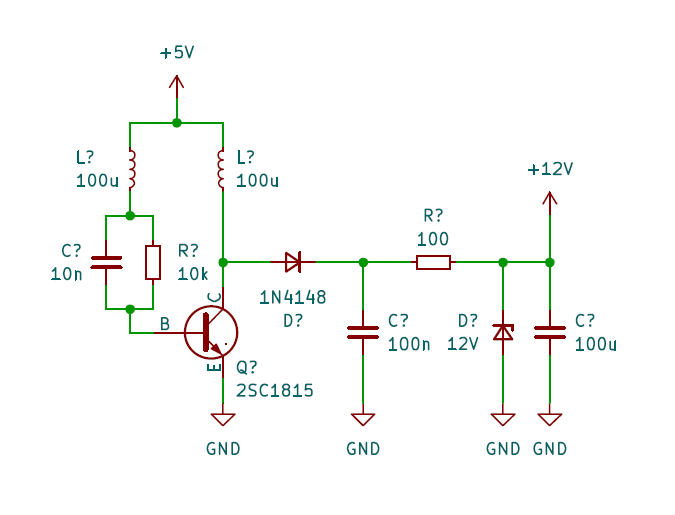 +5V
L?
100u
L?
100u
+12V
R?
100
C?
10n
R?
10k
C
1N4148
D?
B
C?
100n
D?
12V
C?
100u
E
Q?
2SC1815
GND
GND
GND
GND